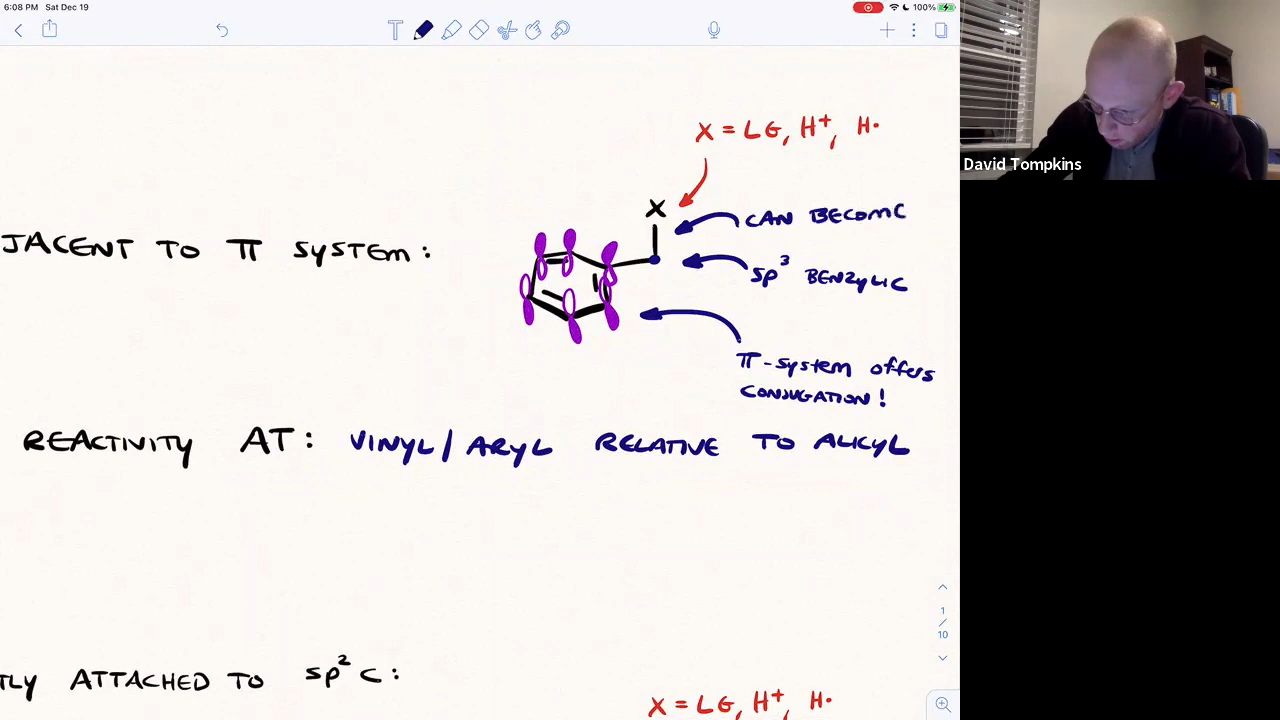 6:08 PM Sat Dec 19
100%
David Tompkins
X = LG, H+, H·
X
CAN BECOME
JACENT TO π SYSTEM:
sp³ BENZYLIC
π-system offers
CONJUGATION!
REACTIVITY AT: VINYL/ARYL RELATIVE TO ALKYL
1
/
10
TLY ATTACHED TO sp² C:
X = LG, H+, H·